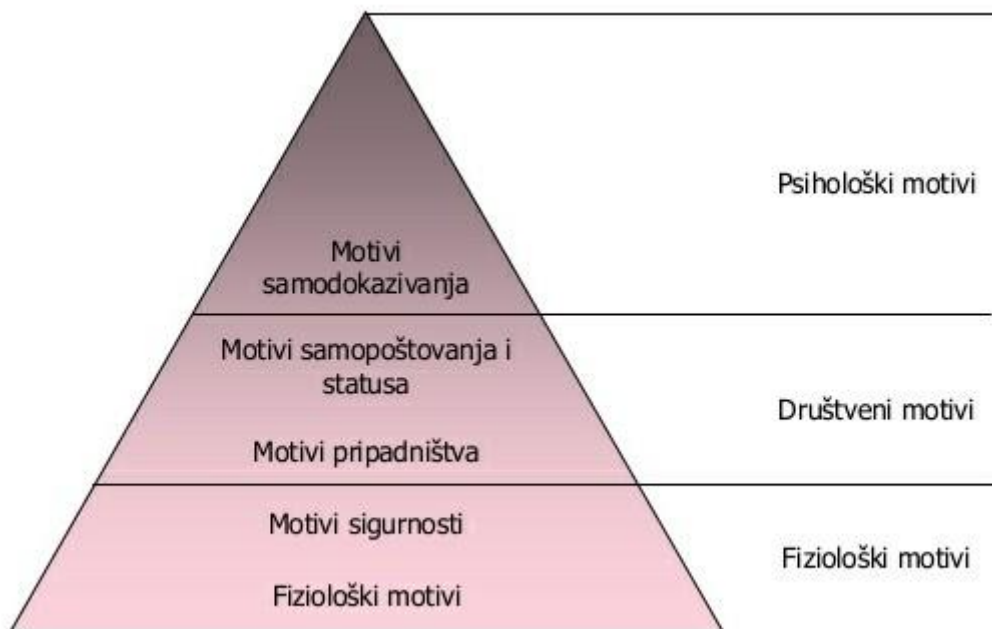 Psihološki motivi
Motivi
samodokazivanja
Motivi samopoštovanja i
statusa
Društveni motivi
Motivi pripadništva
Motivi sigurnosti
Fiziološki motivi
Fiziološki motivi